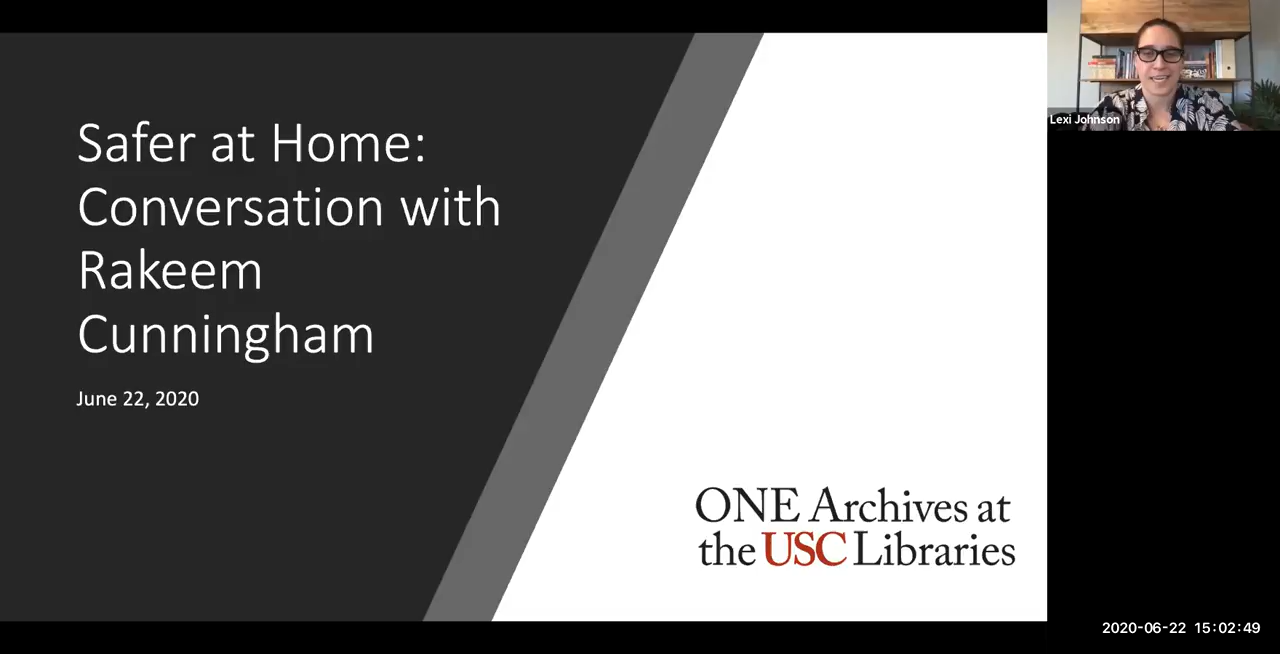 Safer at Home:
Conversation with
Rakeem
Cunningham
June 22, 2020
ONE Archives at
the USC Libraries
Lexi Johnson
2020-06-22 15:02:49